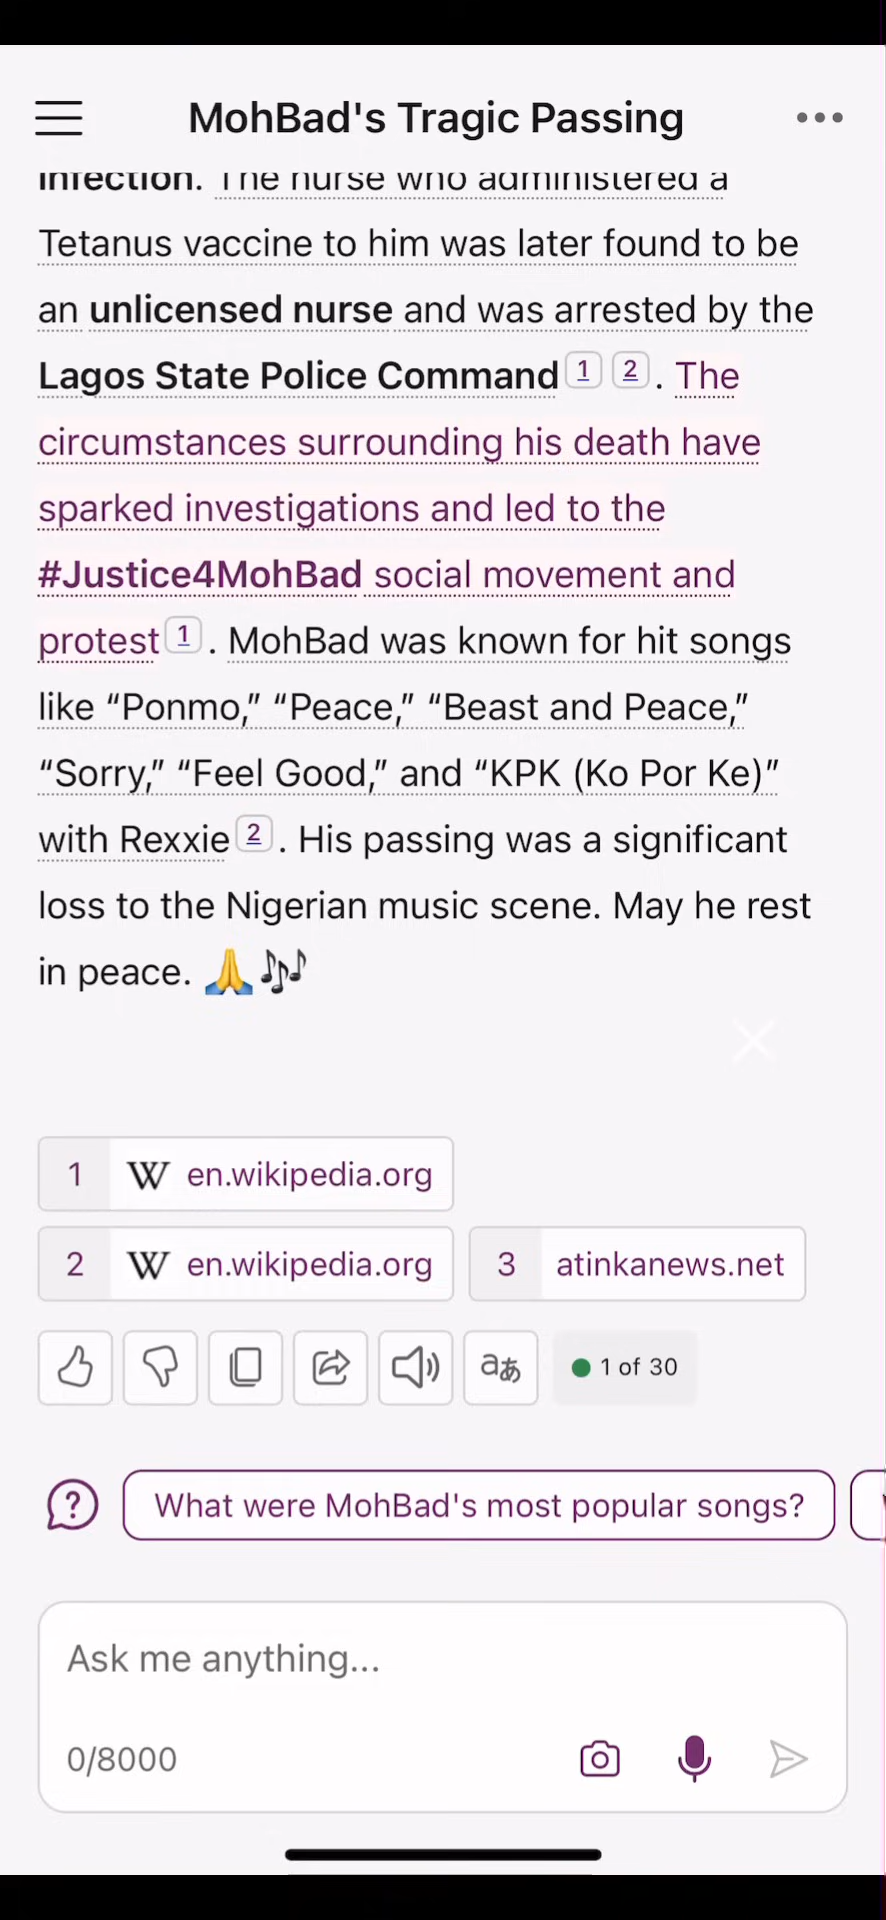 MohBad's Tragic Passing
infection. The nurse who administered a
Tetanus vaccine to him was later found to be
an unlicensed nurse and was arrested by the
Lagos State Police Command 1 2 . The
circumstances surrounding his death have
sparked investigations and led to the
#Justice4MohBad social movement and
protest 1 . MohBad was known for hit songs
like “Ponmo,” “Peace,” “Beast and Peace,”
“Sorry,” “Feel Good,” and “KPK (Ko Por Ke)”
with Rexxie 2 . His passing was a significant
loss to the Nigerian music scene. May he rest
in peace. 🙏🎶
1 W en.wikipedia.org
2 W en.wikipedia.org 3 atinkanews.net
aあ 1 of 30
What were MohBad's most popular songs?
Ask me anything...
0/8000